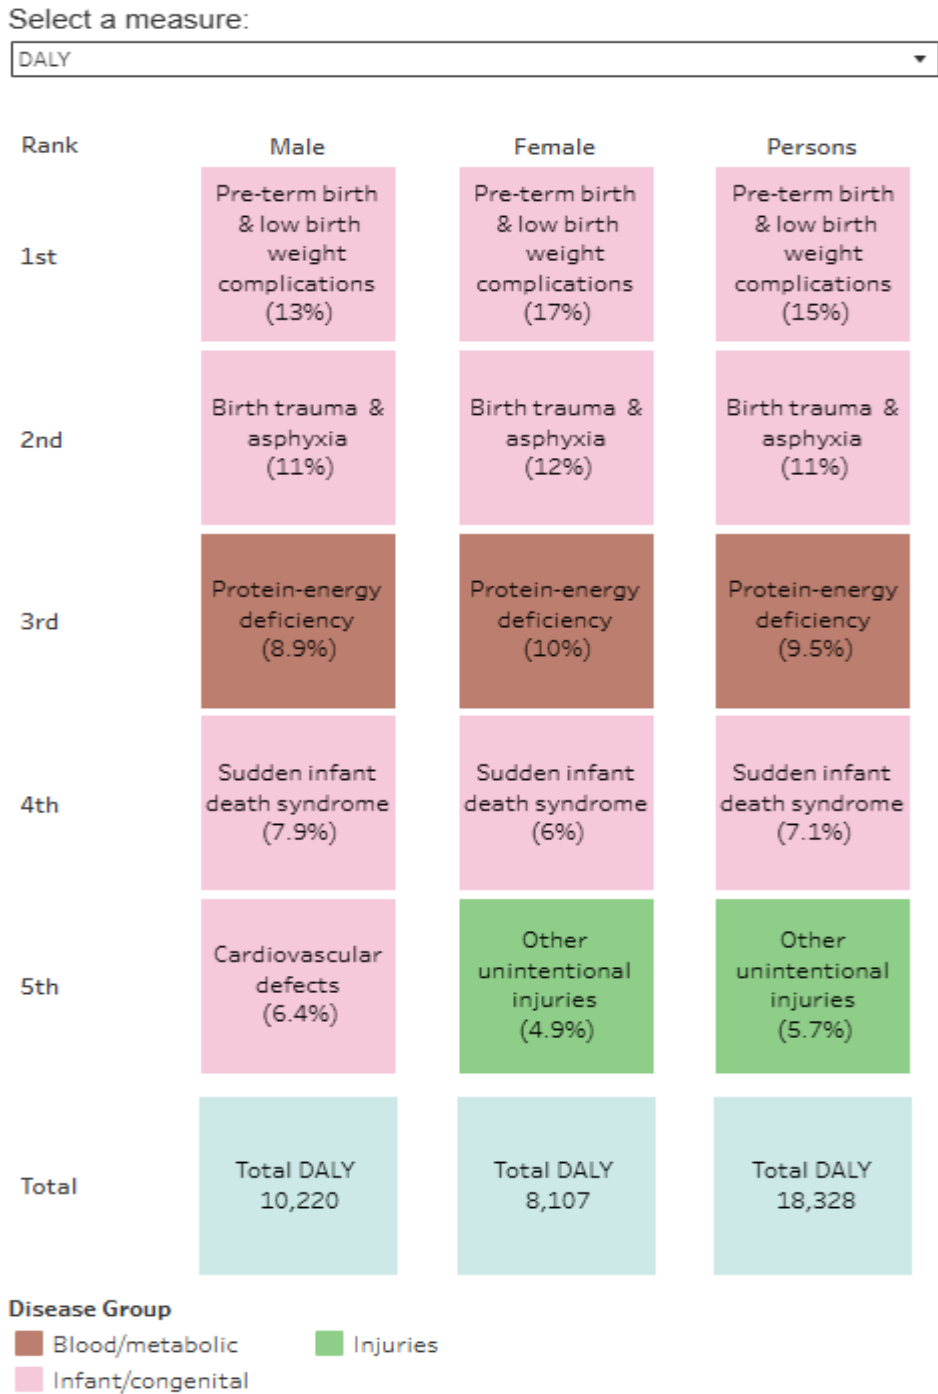 Select a measure:
DALY
Rank
Male
Female
Persons
1st
Pre-term birth
& low birth
weight
complications
(13%)
Pre-term birth
& low birth
weight
complications
(17%)
Pre-term birth
& low birth
weight
complications
(15%)
2nd
Birth trauma &
asphyxia
(11%)
Birth trauma &
asphyxia
(12%)
Birth trauma &
asphyxia
(11%)
3rd
Protein-energy
deficiency
(8.9%)
Protein-energy
deficiency
(10%)
Protein-energy
deficiency
(9.5%)
4th
Sudden infant
death syndrome
(7.9%)
Sudden infant
death syndrome
(6%)
Sudden infant
death syndrome
(7.1%)
5th
Cardiovascular
defects
(6.4%)
Other
unintentional
injuries
(4.9%)
Other
unintentional
injuries
(5.7%)
Total
Total DALY
10,220
Total DALY
8,107
Total DALY
18,328
Disease Group
Blood/metabolic
Injuries
Infant/congenital